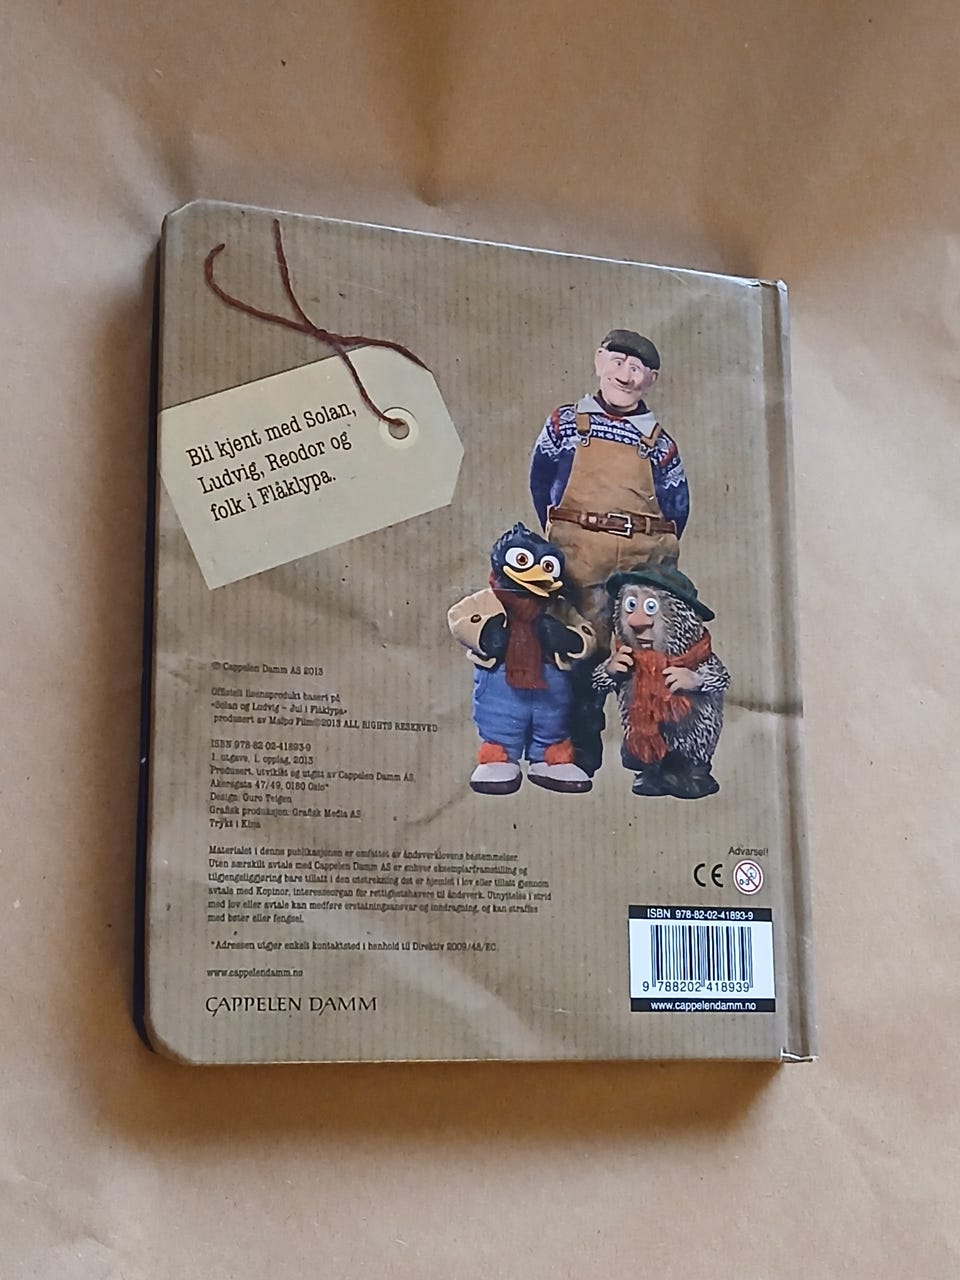 Bli kjent med Solan,
Ludvig, Reodor og
folk i Flåklypa.
© Cappelen Damm AS 2013
Offisielt lisensprodukt basert på
«Solan og Ludvig – Jul i Flåklypa»
produsert av Maipo Film©2013 ALL RIGHTS RESERVED
ISBN 978-82-02-41893-9
1. utgave, 1. opplag, 2013
Produsert, utviklet og utgitt av Cappelen Damm AS,
Akersgata 47/49, 0180 Oslo*
Design: Guro Teigen
Grafisk produksjon: Grafisk Media AS
Trykt i Kina
Materialet i denne publikasjonen er omfattet av åndsverklovens bestemmelser.
Uten særskilt avtale med Cappelen Damm AS er enhver eksemplarfremstilling og
tilgjengeliggjøring bare tillatt i den utstrekning det er hjemlet i lov eller tillatt gjennom
avtale med Kopinor, interesseorgan for rettighetshavere til åndsverk. Utnyttelse i strid
med lov eller avtale kan medføre erstatningsansvar og inndragning, og kan straffes
med bøter eller fengsel.
*Adressen utgjør enkelt kontaktsted i henhold til Direktiv 2009/48/EC.
www.cappelendamm.no
CAPPELEN DAMM
Advarsel!
CE 0-3
ISBN 978-82-02-41893-9
9 788202 418939
www.cappelendamm.no